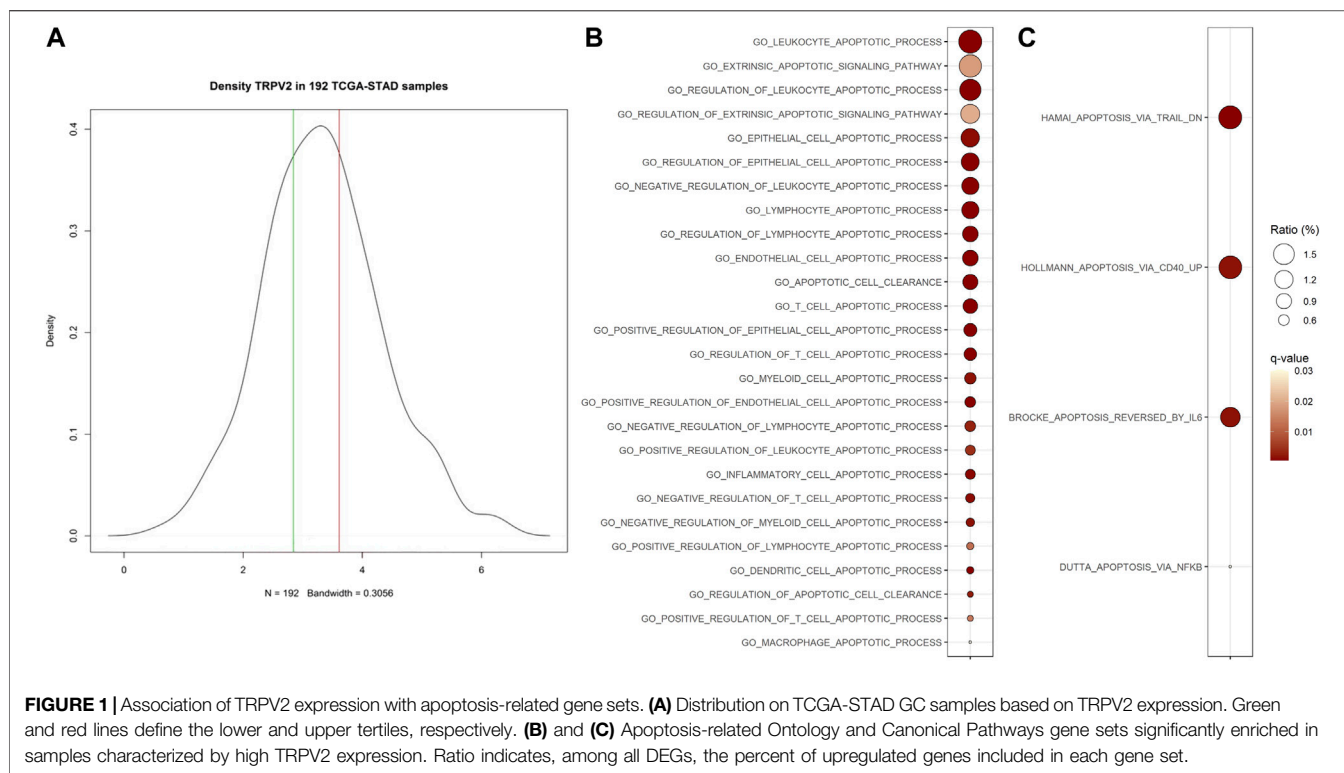 A
Density TRPV2 in 192 TCGA-STAD samples
Density
0.4
0.3
0.2
0.1
0.0
0 2 4 6
N = 192 Bandwidth = 0.3056
B
GO_LEUKOCYTE_APOPTOTIC_PROCESS
GO_EXTRINSIC_APOPTOTIC_SIGNALING_PATHWAY
GO_REGULATION_OF_LEUKOCYTE_APOPTOTIC_PROCESS
GO_REGULATION_OF_EXTRINSIC_APOPTOTIC_SIGNALING_PATHWAY
GO_EPITHELIAL_CELL_APOPTOTIC_PROCESS
GO_REGULATION_OF_EPITHELIAL_CELL_APOPTOTIC_PROCESS
GO_NEGATIVE_REGULATION_OF_LEUKOCYTE_APOPTOTIC_PROCESS
GO_LYMPHOCYTE_APOPTOTIC_PROCESS
GO_REGULATION_OF_LYMPHOCYTE_APOPTOTIC_PROCESS
GO_ENDOTHELIAL_CELL_APOPTOTIC_PROCESS
GO_APOPTOTIC_CELL_CLEARANCE
GO_T_CELL_APOPTOTIC_PROCESS
GO_POSITIVE_REGULATION_OF_EPITHELIAL_CELL_APOPTOTIC_PROCESS
GO_REGULATION_OF_T_CELL_APOPTOTIC_PROCESS
GO_MYELOID_CELL_APOPTOTIC_PROCESS
GO_POSITIVE_REGULATION_OF_ENDOTHELIAL_CELL_APOPTOTIC_PROCESS
GO_NEGATIVE_REGULATION_OF_LYMPHOCYTE_APOPTOTIC_PROCESS
GO_POSITIVE_REGULATION_OF_LEUKOCYTE_APOPTOTIC_PROCESS
GO_INFLAMMATORY_CELL_APOPTOTIC_PROCESS
GO_NEGATIVE_REGULATION_OF_T_CELL_APOPTOTIC_PROCESS
GO_NEGATIVE_REGULATION_OF_MYELOID_CELL_APOPTOTIC_PROCESS
GO_POSITIVE_REGULATION_OF_LYMPHOCYTE_APOPTOTIC_PROCESS
GO_DENDRITIC_CELL_APOPTOTIC_PROCESS
GO_REGULATION_OF_APOPTOTIC_CELL_CLEARANCE
GO_POSITIVE_REGULATION_OF_T_CELL_APOPTOTIC_PROCESS
GO_MACROPHAGE_APOPTOTIC_PROCESS
C
HAMAI_APOPTOSIS_VIA_TRAIL_DN
HOLLMANN_APOPTOSIS_VIA_CD40_UP
BROCKE_APOPTOSIS_REVERSED_BY_IL6
DUTTA_APOPTOSIS_VIA_NFKB
Ratio (%)
1.5
1.2
0.9
0.6
q-value
0.03
0.02
0.01
FIGURE 1 | Association of TRPV2 expression with apoptosis-related gene sets. (A) Distribution on TCGA-STAD GC samples based on TRPV2 expression. Green
and red lines define the lower and upper tertiles, respectively. (B) and (C) Apoptosis-related Ontology and Canonical Pathways gene sets significantly enriched in
samples characterized by high TRPV2 expression. Ratio indicates, among all DEGs, the percent of upregulated genes included in each gene set.